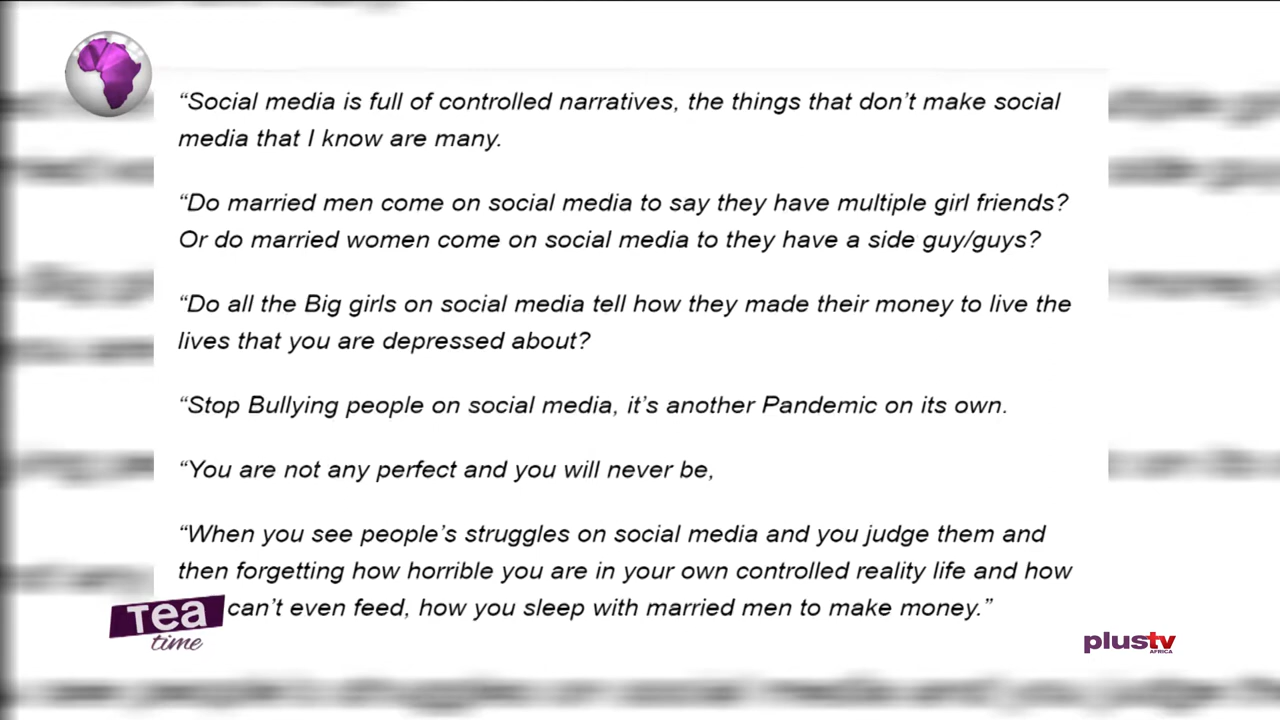 “Social media is full of controlled narratives, the things that don’t make social
media that I know are many.
“Do married men come on social media to say they have multiple girl friends?
Or do married women come on social media to they have a side guy/guys?
“Do all the Big girls on social media tell how they made their money to live the
lives that you are depressed about?
“Stop Bullying people on social media, it’s another Pandemic on its own.
“You are not any perfect and you will never be,
“When you see people’s struggles on social media and you judge them and
then forgetting how horrible you are in your own controlled reality life and how
can’t even feed, how you sleep with married men to make money.”
Tea
time
plustv
AFRICA